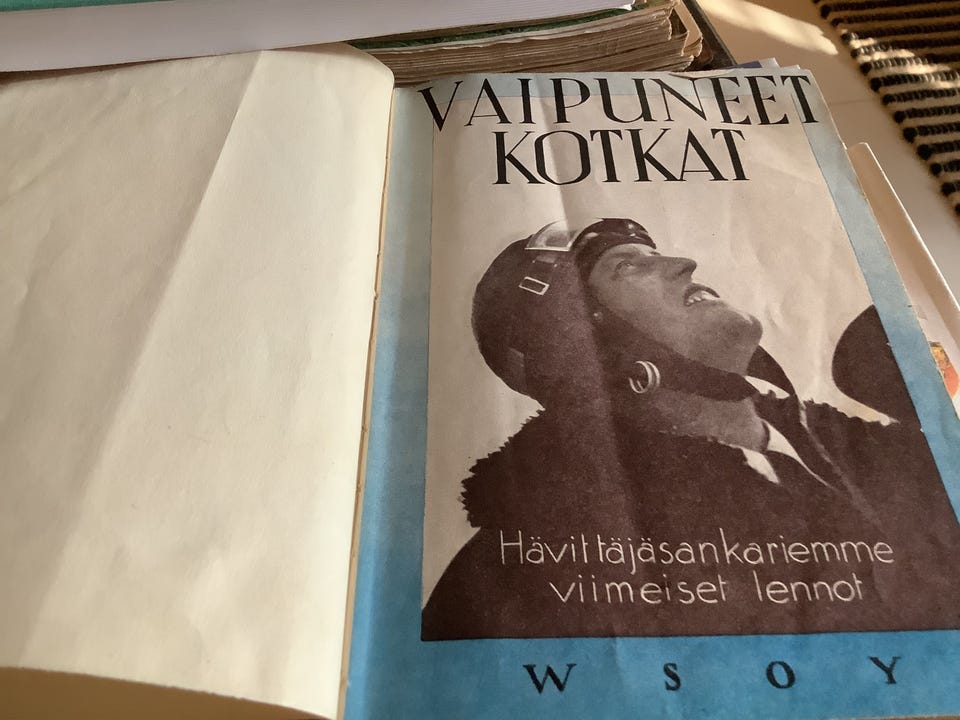 VAIPUNEET
KOTKAT
Hävittäjäsankariemme
viimeiset lennot
WSOY